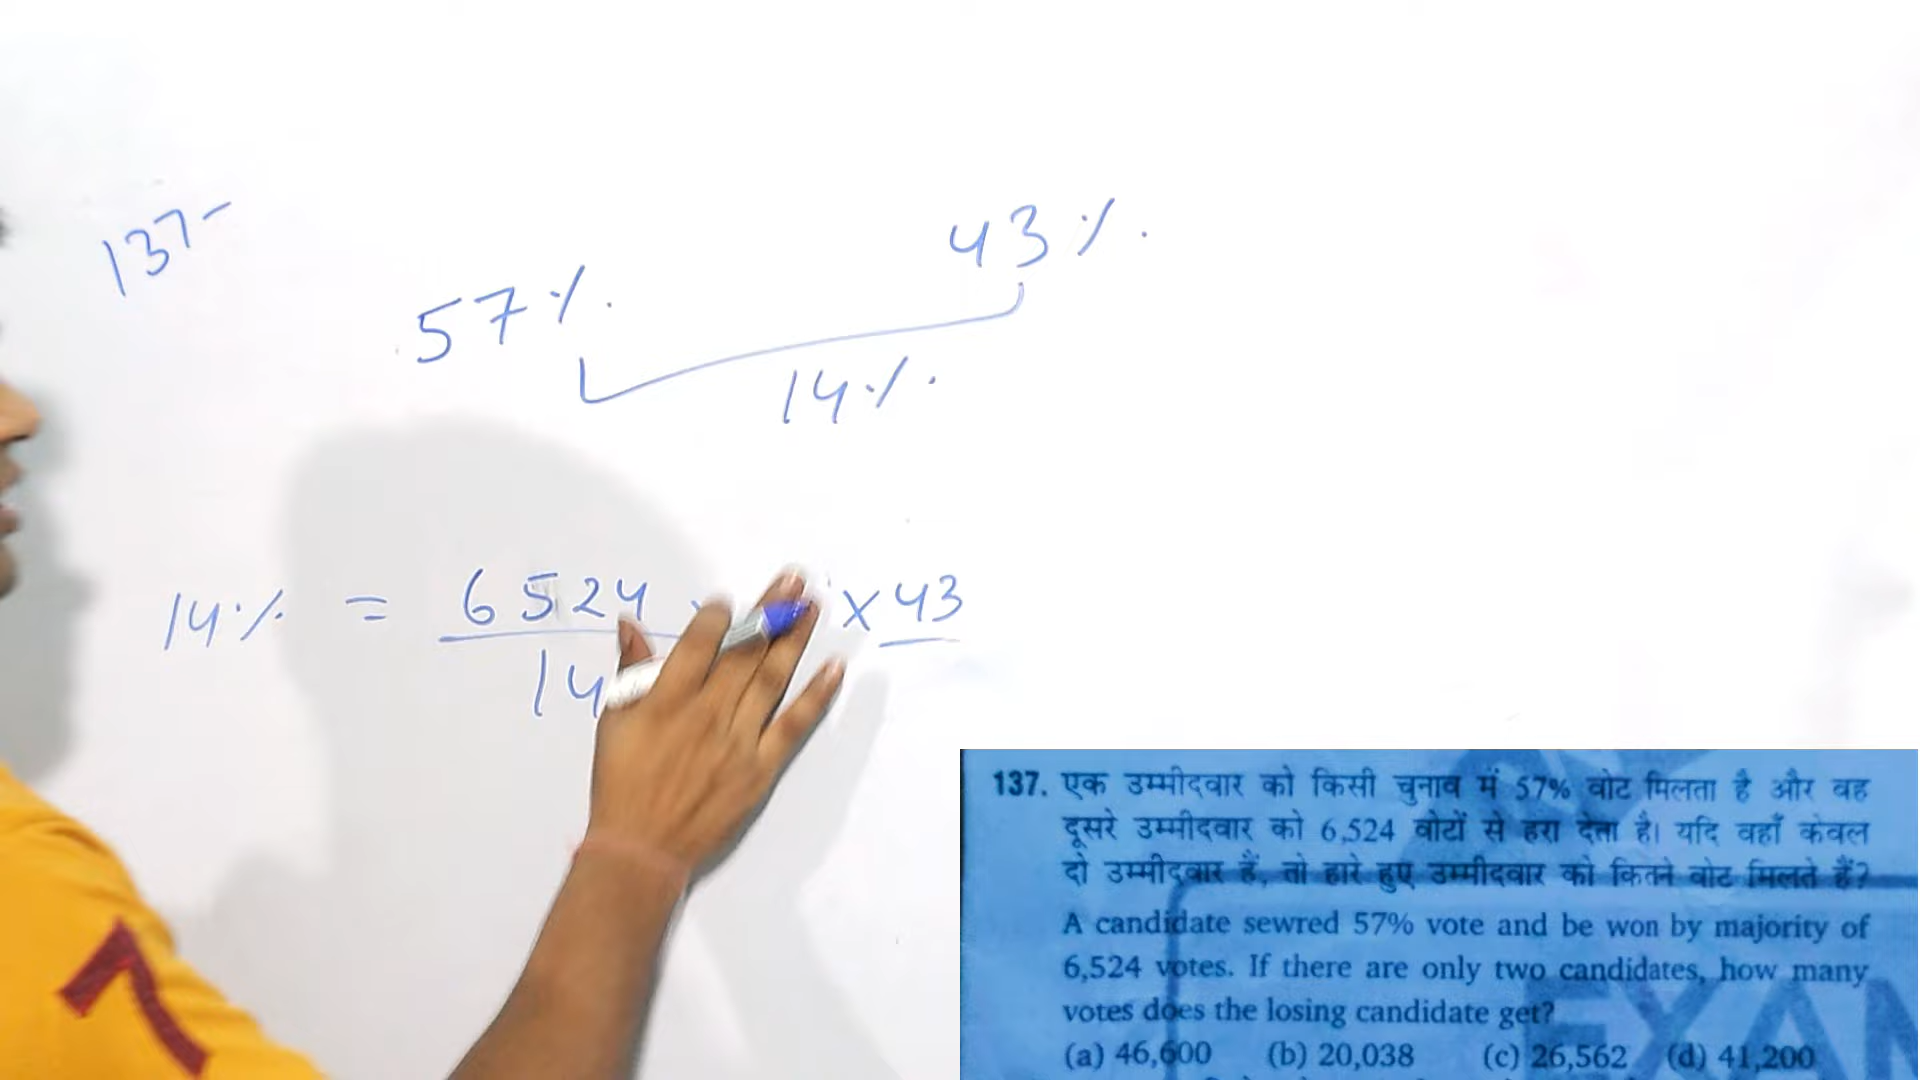 137-
57%.
43%.
14%.
14% = 6524 × 43
14
137. एक उम्मीदवार को किसी चुनाव में 57% वोट मिलता है और वह
दूसरे उम्मीदवार को 6,524 वोटों से हरा देता है। यदि वहाँ केवल
दो उम्मीदवार हैं, तो हारे हुए उम्मीदवार को कितने वोट मिलते हैं?
A candidate sewred 57% vote and be won by majority of
6,524 votes. If there are only two candidates, how many
votes does the losing candidate get?
(a) 46,600 (b) 20,038 (c) 26,562 (d) 41,200